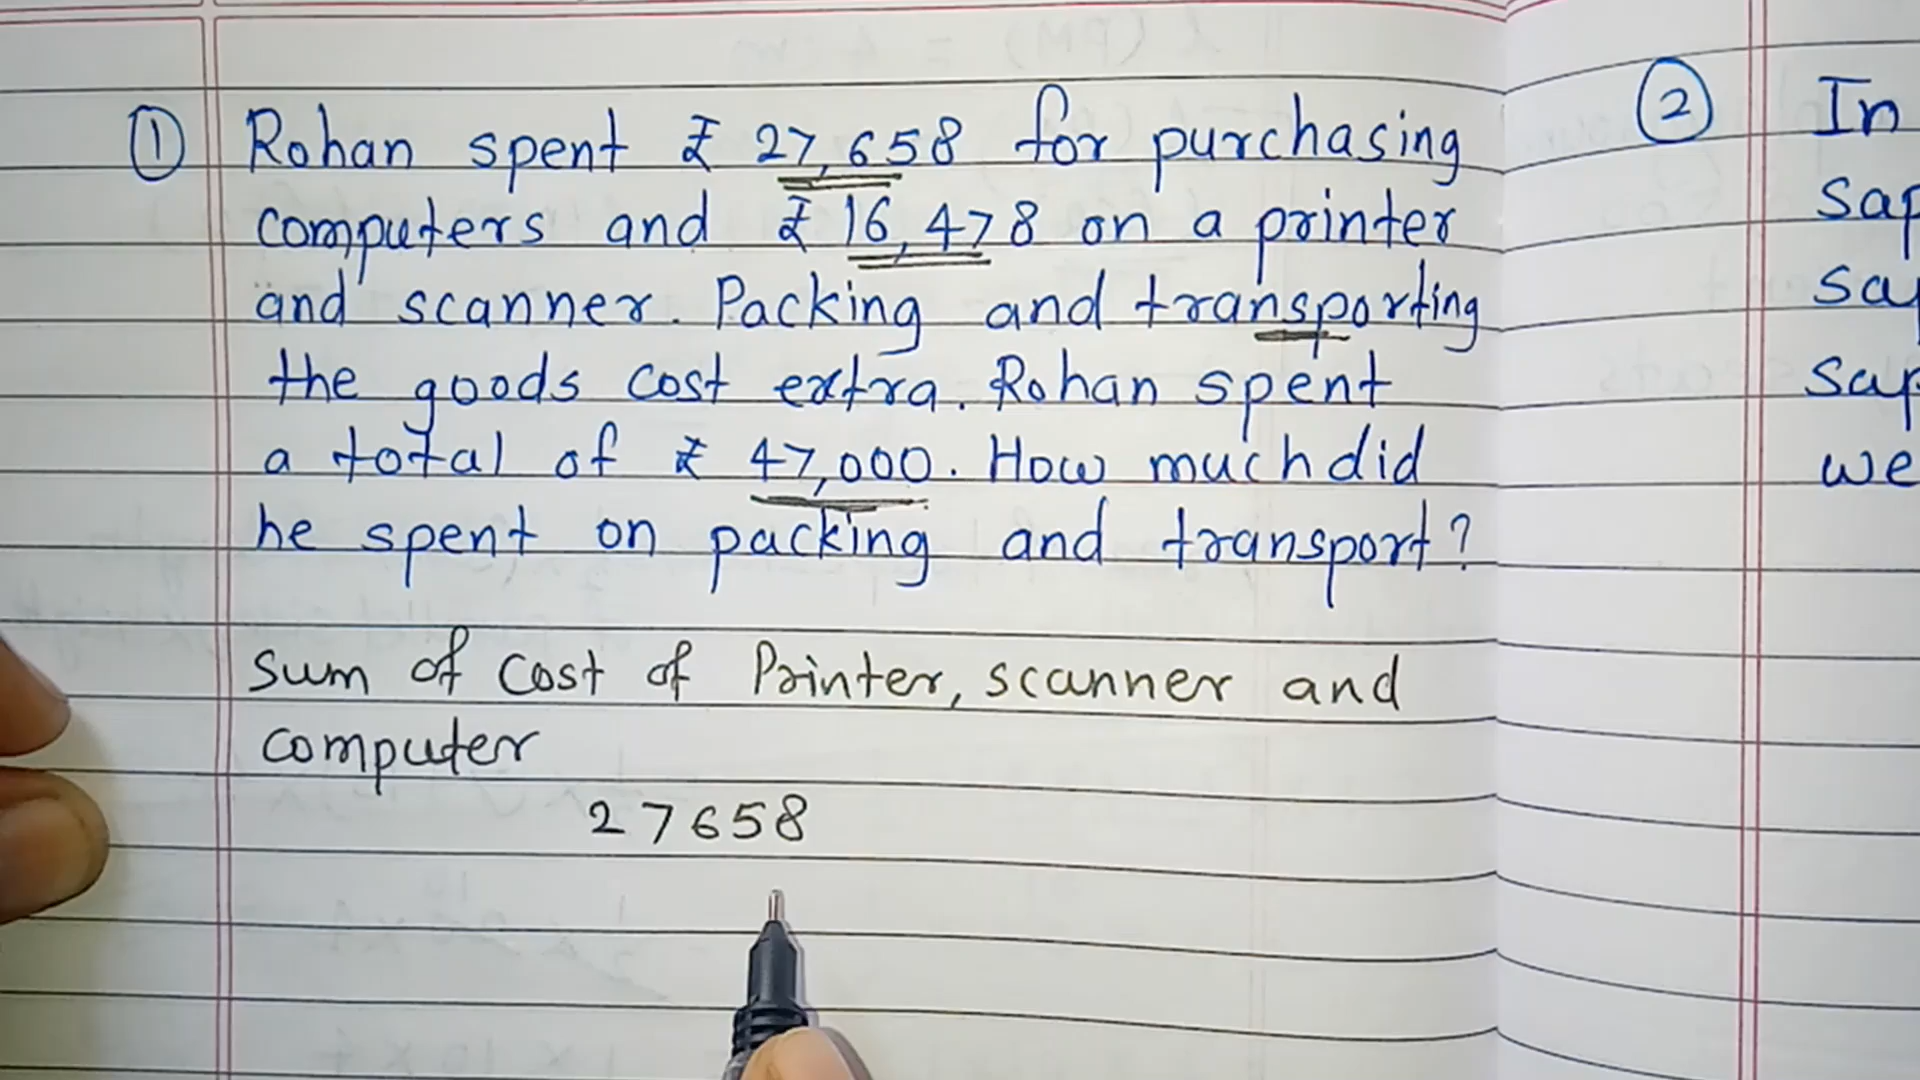 ① Rohan spent ₹ 27,658 for purchasing
computers and ₹ 16,478 on a printer
and scanner. Packing and transporting
the goods cost extra. Rohan spent
a total of ₹ 47,000. How much did
he spent on packing and transport?
Sum of Cost of Printer, scanner and
computer
27658
② In
we